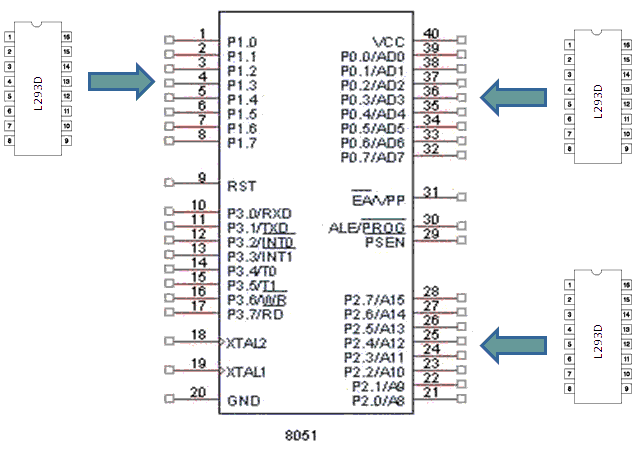 1 16
2 15
3 14
4 13
5 12
6 11
7 10
8 9
L293D
1 P1.0
2 P1.1
3 P1.2
4 P1.3
5 P1.4
6 P1.5
7 P1.6
8 P1.7
9 RST
10 P3.0/RXD
11 P3.1/TXD
12 P3.2/INT0
13 P3.3/INT1
14 P3.4/T0
15 P3.5/T1
16 P3.6/WR
17 P3.7/RD
18 XTAL2
19 XTAL1
20 GND
VCC 40
P0.0/AD0 39
P0.1/AD1 38
P0.2/AD2 37
P0.3/AD3 36
P0.4/AD4 35
P0.5/AD5 34
P0.6/AD6 33
P0.7/AD7 32
EA/VPP 31
ALE/PROG 30
PSEN 29
P2.7/A15 28
P2.6/A14 27
P2.5/A13 26
P2.4/A12 25
P2.3/A11 24
P2.2/A10 23
P2.1/A9 22
P2.0/A8 21
8051
1 16
2 15
3 14
4 13
5 12
6 11
7 10
8 9
L293D
1 16
2 15
3 14
4 13
5 12
6 11
7 10
8 9
L293D